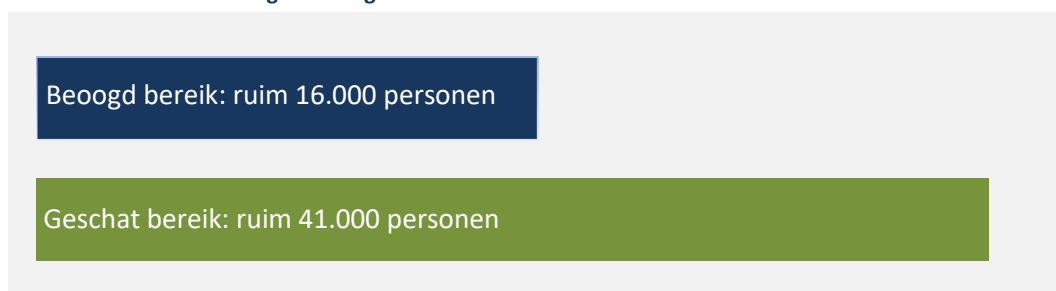 Beoogd bereik: ruim 16.000 personen
Geschat bereik: ruim 41.000 personen